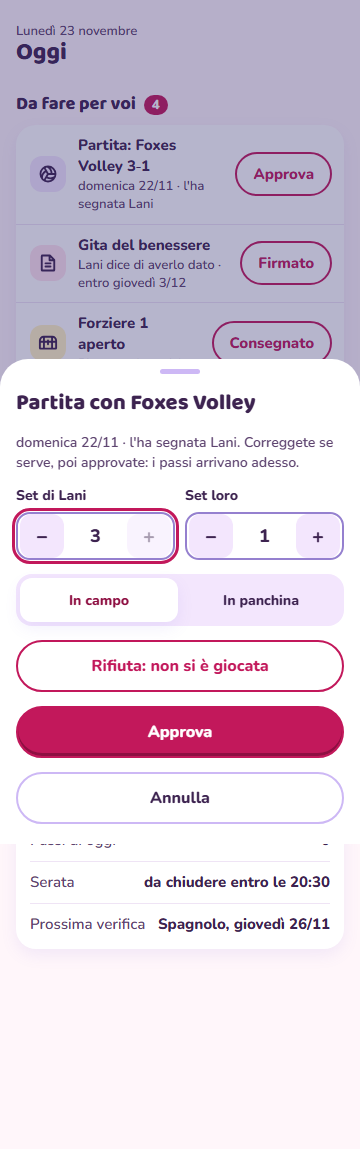 Lunedì 23 novembre
Oggi
Da fare per voi 4
Partita: Foxes
Volley 3-1
domenica 22/11 · l'ha
segnata Lani
Approva
Gita del benessere
Lani dice di averlo dato ·
entro giovedì 3/12
Firmato
Forziere 1
aperto
Consegnato
Partita con Foxes Volley
domenica 22/11 · l'ha segnata Lani. Correggete se
serve, poi approvate: i passi arrivano adesso.
Set di Lani
Set loro
− 3 +
− 1 +
In campo
In panchina
Rifiuta: non si è giocata
Approva
Annulla
Serata
da chiudere entro le 20:30
Prossima verifica
Spagnolo, giovedì 26/11